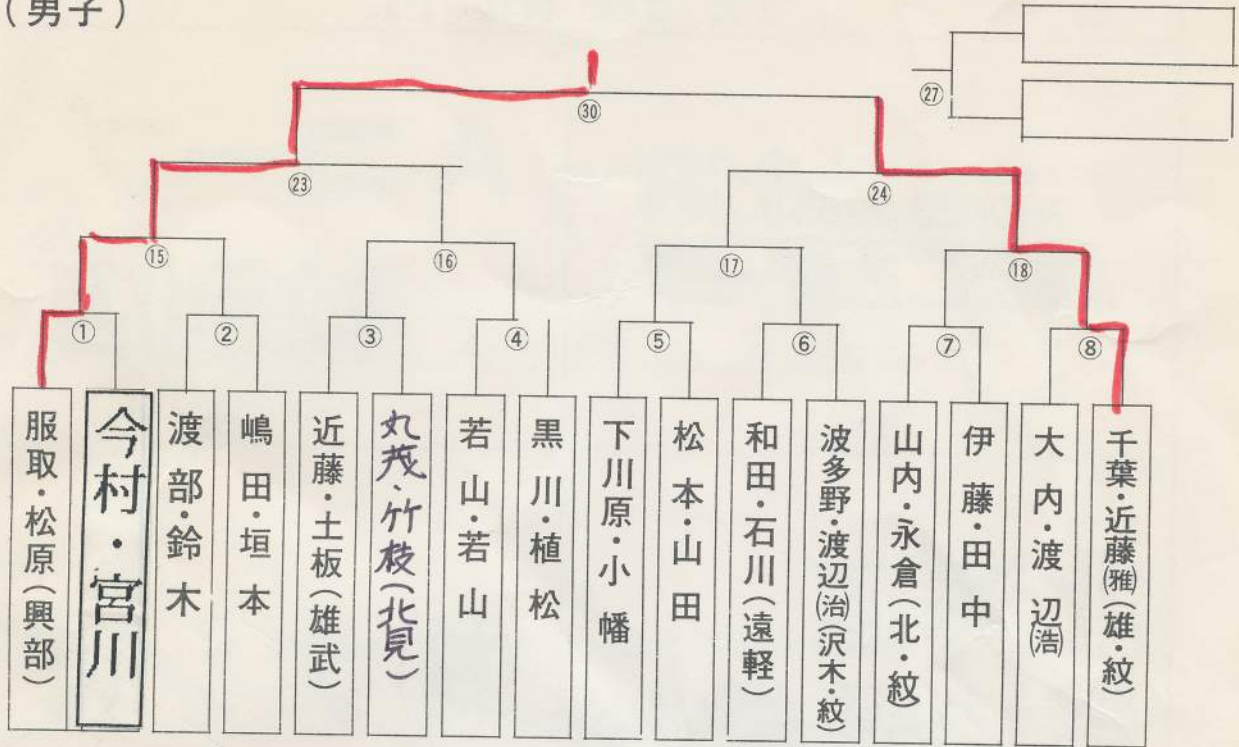 （男子）
㉗
㉚
㉓
㉔
⑮
⑯
⑰
⑱
①
②
③
④
⑤
⑥
⑦
⑧
服取・松原（興部）
今村・宮川
渡部・鈴木
嶋田・垣本
近藤・土板（雄武）
丸茂・竹枝（北見）
若山・若山
黒川・植松
下川原・小幡
松本・山田
和田・石川（遠軽）
波多野・渡辺（治）（沢木・紋）
山内・永倉（北・紋）
伊藤・田中
大内・渡辺（浩）
千葉・近藤（雅）（雄・紋）